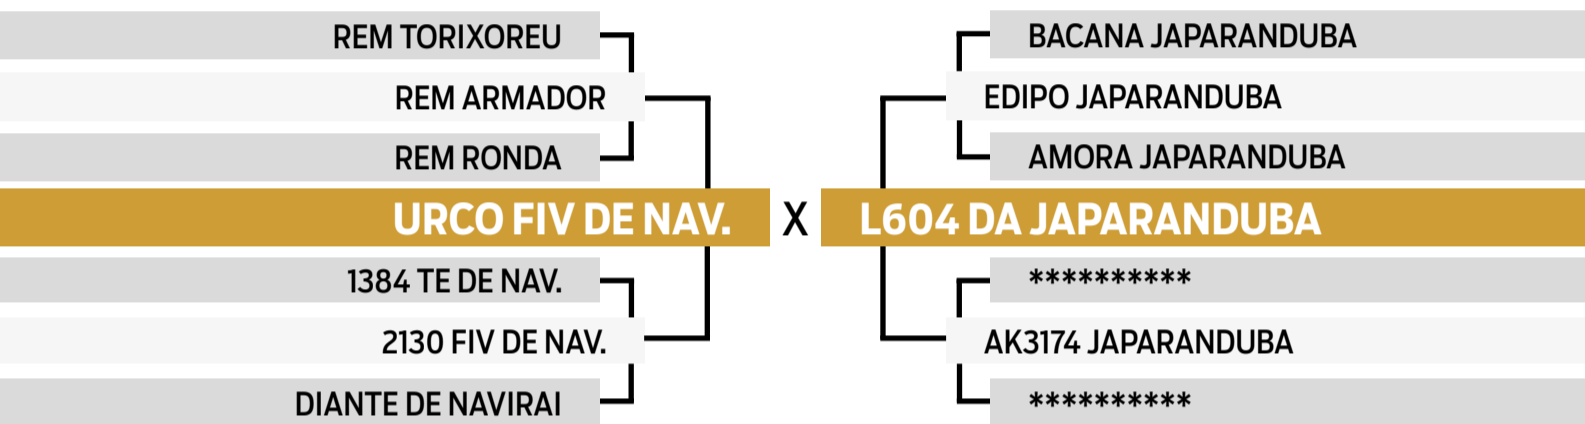 REM TORIXOREU
BACANA JAPARANDUBA
REM ARMADOR
EDIPO JAPARANDUBA
REM RONDA
AMORA JAPARANDUBA
URCO FIV DE NAV. X L604 DA JAPARANDUBA
1384 TE DE NAV.
**********
2130 FIV DE NAV.
AK3174 JAPARANDUBA
DIANTE DE NAVIRAI
**********